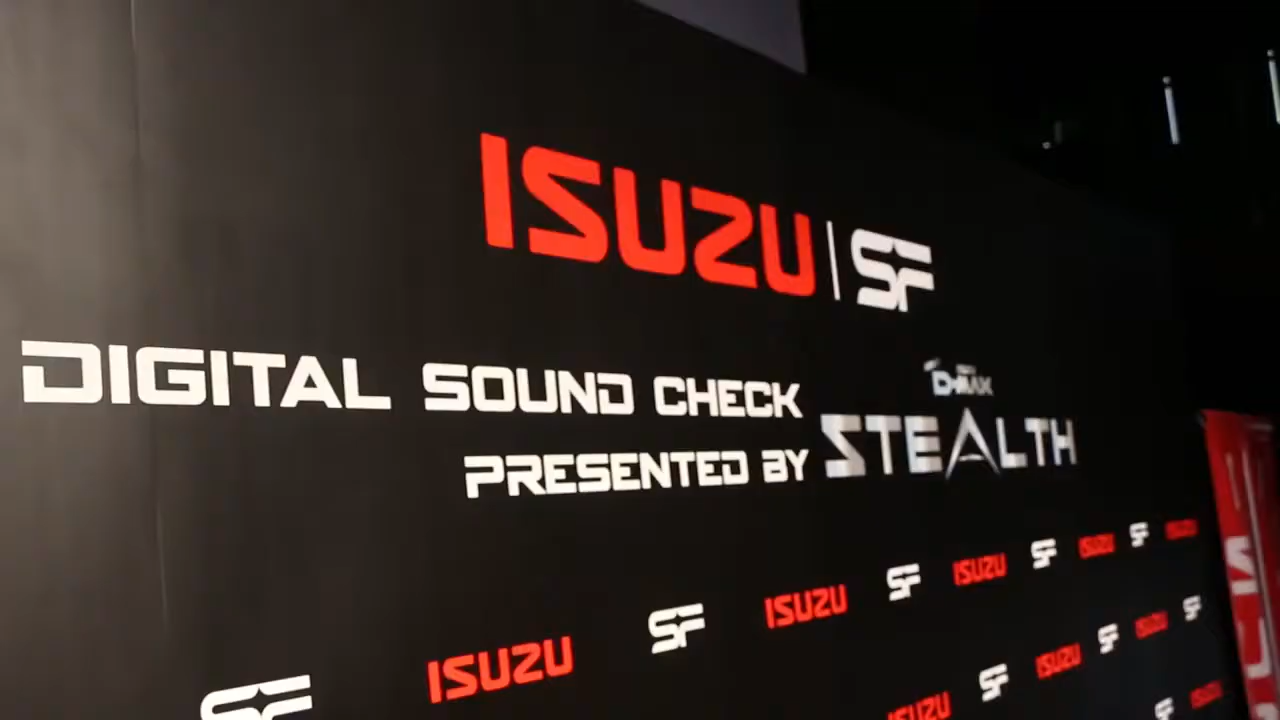 ISUZU | SF
DIGITAL SOUND CHECK
D-MAX
PRESENTED BY STEALTH
SF ISUZU SF ISUZU SF ISUZU SF ISUZU SF ISUZU
ISUZU SF ISUZU SF ISUZU SF
SF ISUZU